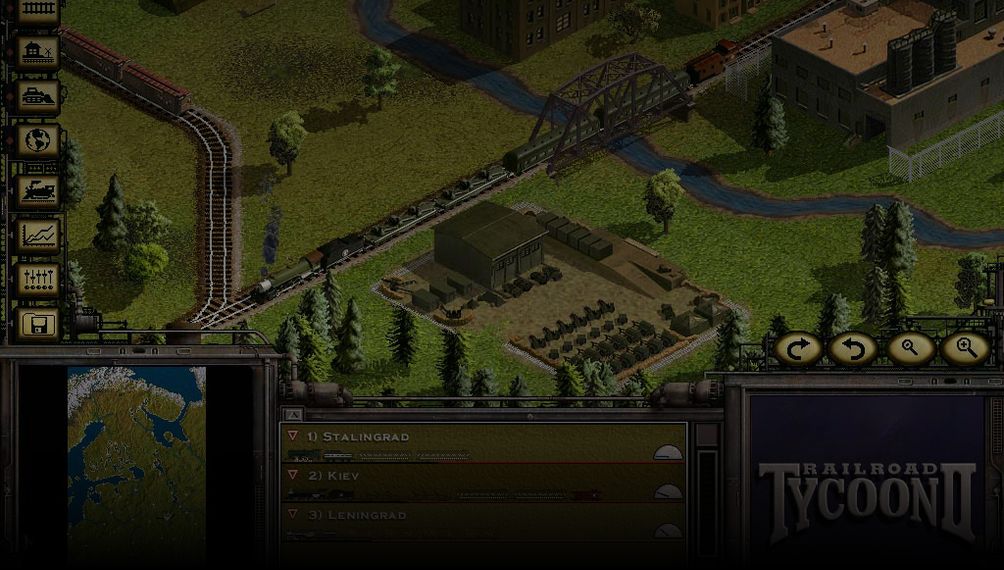 1) STALINGRAD
2) KIEV
3) LENINGRAD
RAILROAD
TYCOON II